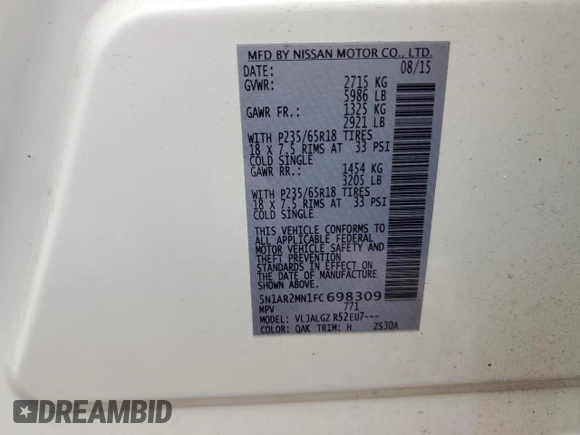 MFD BY NISSAN MOTOR CO., LTD.
DATE: 08/15
GVWR: 2715 KG
5986 LB
GAWR FR.: 1325 KG
2921 LB
WITH P235/65R18 TIRES
18 X 7.5 RIMS AT 33 PSI
COLD SINGLE
GAWR RR.: 1454 KG
3205 LB
WITH P235/65R18 TIRES
18 X 7.5 RIMS AT 33 PSI
COLD SINGLE
THIS VEHICLE CONFORMS TO
ALL APPLICABLE FEDERAL
MOTOR VEHICLE SAFETY AND
THEFT PREVENTION
STANDARDS IN EFFECT ON
THE DATE OF MANUFACTURE
SHOWN ABOVE.
5N1AR2MN1FC698309
MPV 771
MODEL: VLJALGZ R52EU7---
COLOR: QAK TRIM: H ZS30A
DREAMBID